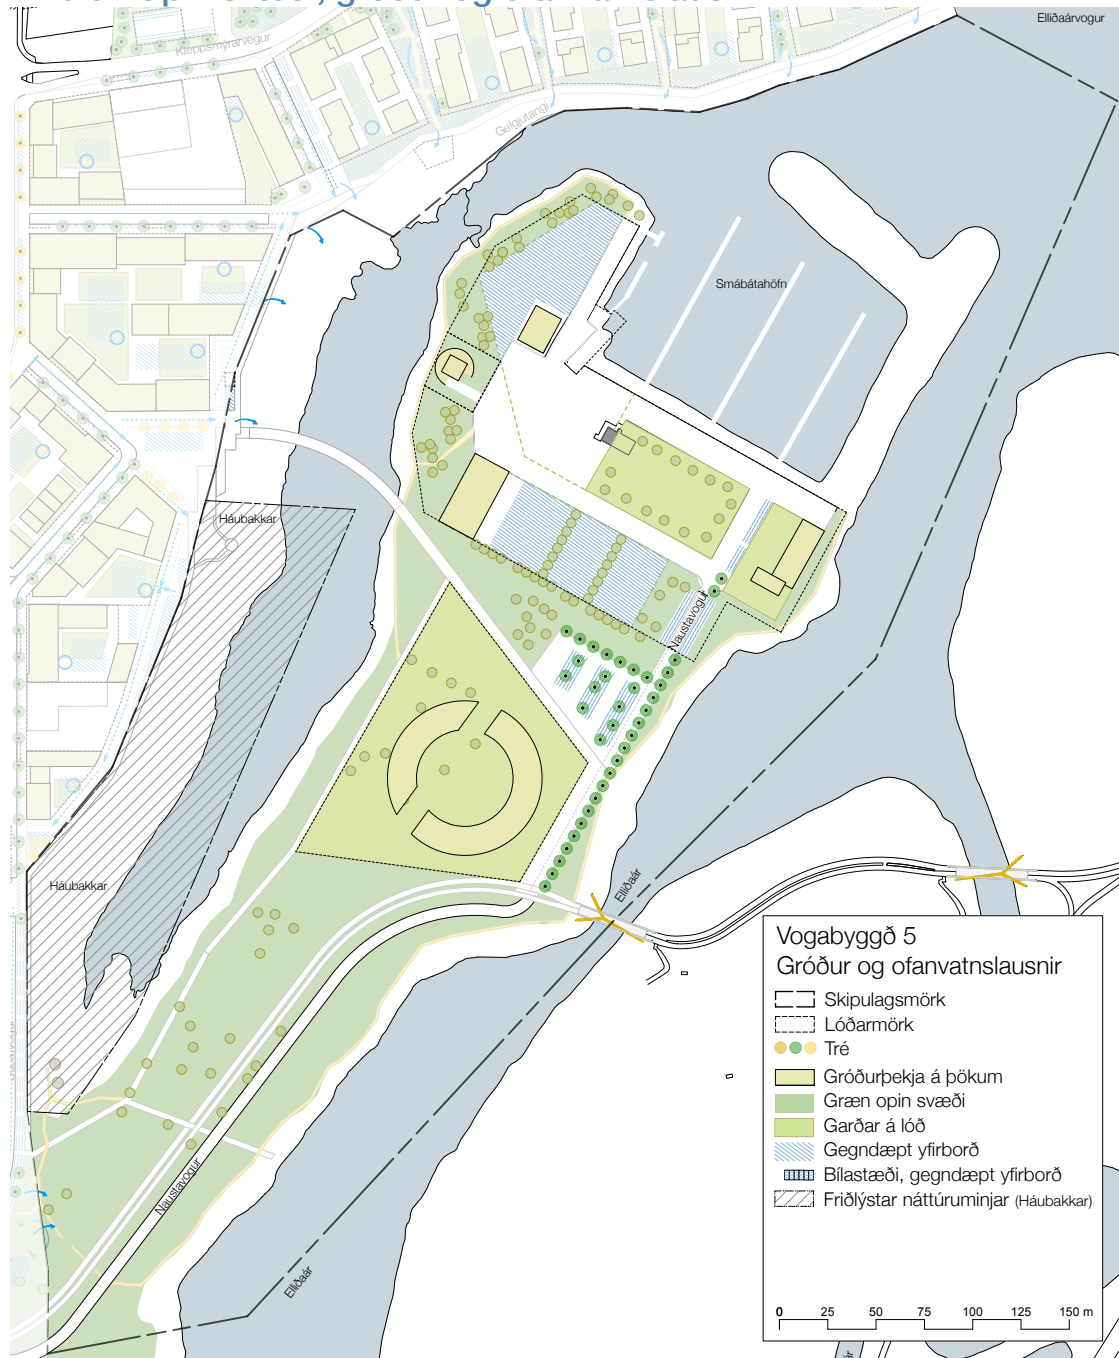 Elliðaárvogur
Kleppsmýrarvegur
Gelgjutangi
Smábátahöfn
Háubakkar
Naustavogur
Háubakkar
Elliðaár
Naustavogur
Elliðaár
Vogabyggð 5
Gróður og ofanvatnslausnir
Skipulagsmörk
Lóðarmörk
Tré
Gróðurþekja á þökum
Græn opin svæði
Garðar á lóð
Gegndæpt yfirborð
Bílastæði, gegndæpt yfirborð
Friðlýstar náttúruminjar (Háubakkar)
0 25 50 75 100 125 150 m